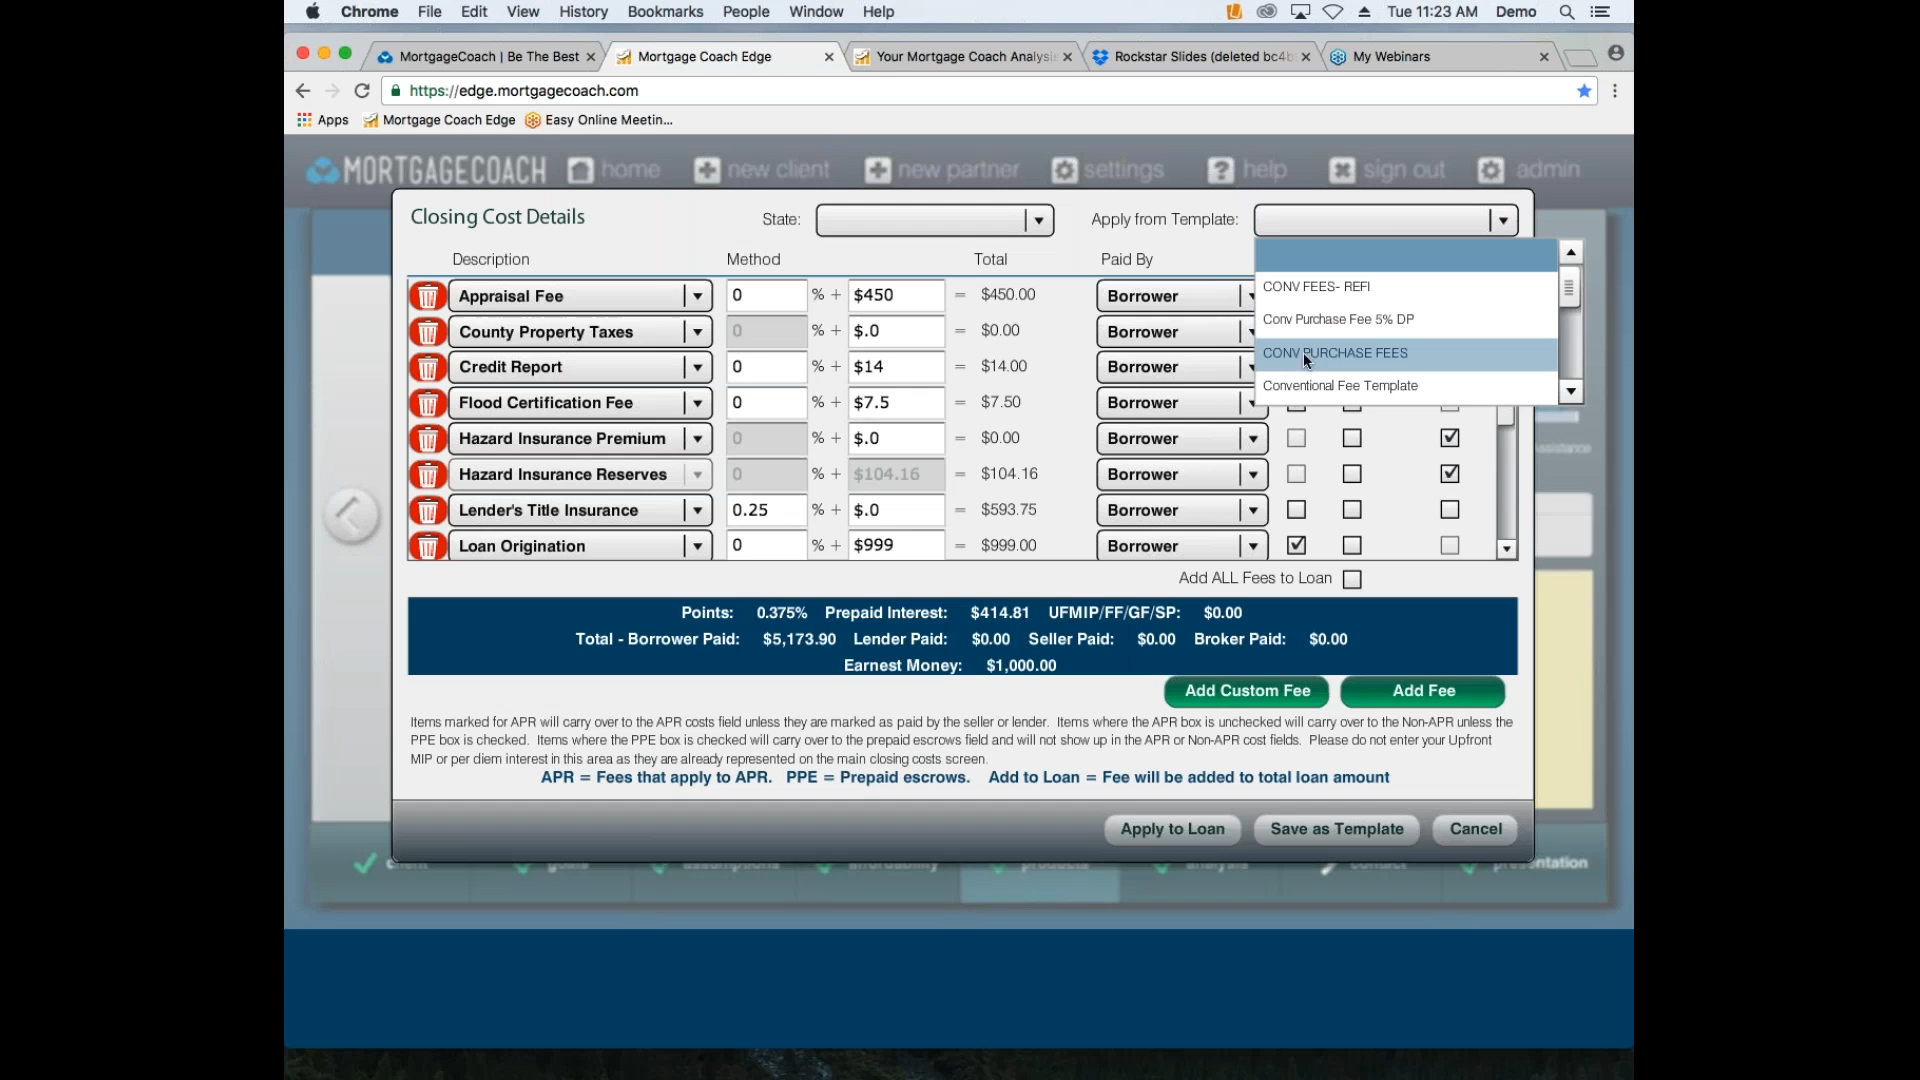 Chrome File Edit View History Bookmarks People Window Help Tue 11:23 AM Demo
MortgageCoach | Be The Best Mortgage Coach Edge Your Mortgage Coach Analysis Rockstar Slides (deleted bc4b My Webinars
https://edge.mortgagecoach.com
Apps Mortgage Coach Edge Easy Online Meetin...
MORTGAGECOACH home new client new partner settings help sign out admin
Closing Cost Details State: Apply from Template:
Description Method Total Paid By
CONV FEES- REFI
Conv Purchase Fee 5% DP
CONV PURCHASE FEES
Conventional Fee Template
Appraisal Fee 0 % + $450 = $450.00 Borrower
County Property Taxes 0 % + $.0 = $0.00 Borrower
Credit Report 0 % + $14 = $14.00 Borrower
Flood Certification Fee 0 % + $7.5 = $7.50 Borrower
Hazard Insurance Premium 0 % + $.0 = $0.00 Borrower
Hazard Insurance Reserves 0 % + $104.16 = $104.16 Borrower
Lender's Title Insurance 0.25 % + $.0 = $593.75 Borrower
Loan Origination 0 % + $999 = $999.00 Borrower
Add ALL Fees to Loan
Points: 0.375% Prepaid Interest: $414.81 UFMIP/FF/GF/SP: $0.00
Total - Borrower Paid: $5,173.90 Lender Paid: $0.00 Seller Paid: $0.00 Broker Paid: $0.00
Earnest Money: $1,000.00
Add Custom Fee Add Fee
Items marked for APR will carry over to the APR costs field unless they are marked as paid by the seller or lender. Items where the APR box is unchecked will carry over to the Non-APR unless the
PPE box is checked. Items where the PPE box is checked will carry over to the prepaid escrows field and will not show up in the APR or Non-APR cost fields. Please do not enter your Upfront
MIP or per diem interest in this area as they are already represented on the main closing costs screen.
APR = Fees that apply to APR. PPE = Prepaid escrows. Add to Loan = Fee will be added to total loan amount
Apply to Loan Save as Template Cancel
client goals assumptions affordability products analysis contact presentation